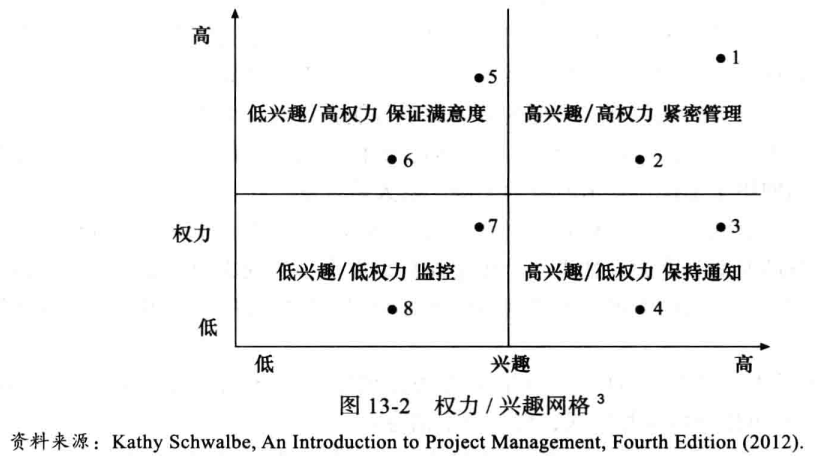 高
1
5
低兴趣/高权力 保证满意度
高兴趣/高权力 紧密管理
6
2
权力
7
3
低兴趣/低权力 监控
高兴趣/低权力 保持通知
8
4
低
低
兴趣
高
图 13-2 权力 / 兴趣网格 3
资料来源：Kathy Schwalbe, An Introduction to Project Management, Fourth Edition (2012).